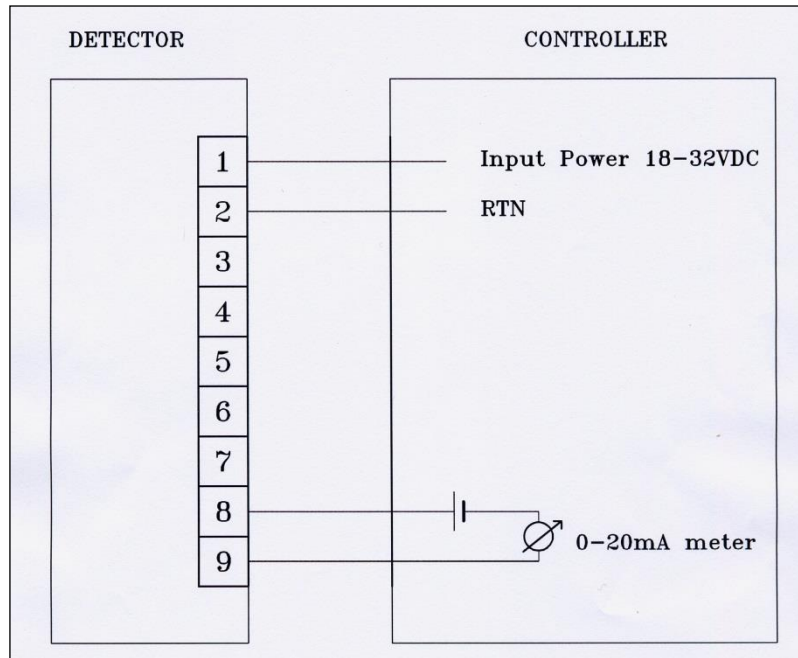 DETECTOR
CONTROLLER
1
Input Power 18-32VDC
2
RTN
3
4
5
6
7
8
9
0-20mA meter